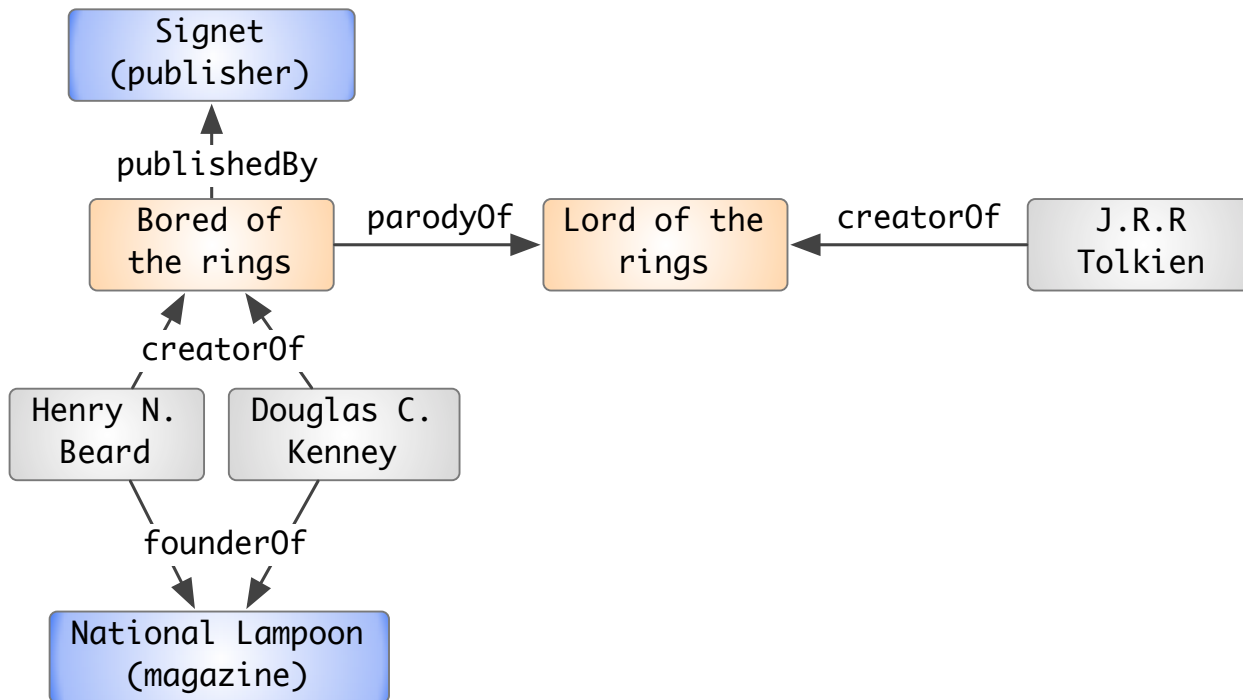 Signet
(publisher)
publishedBy
Bored of
the rings
parodyOf
Lord of the
rings
creatorOf
J.R.R
Tolkien
creatorOf
Henry N.
Beard
Douglas C.
Kenney
founderOf
National Lampoon
(magazine)